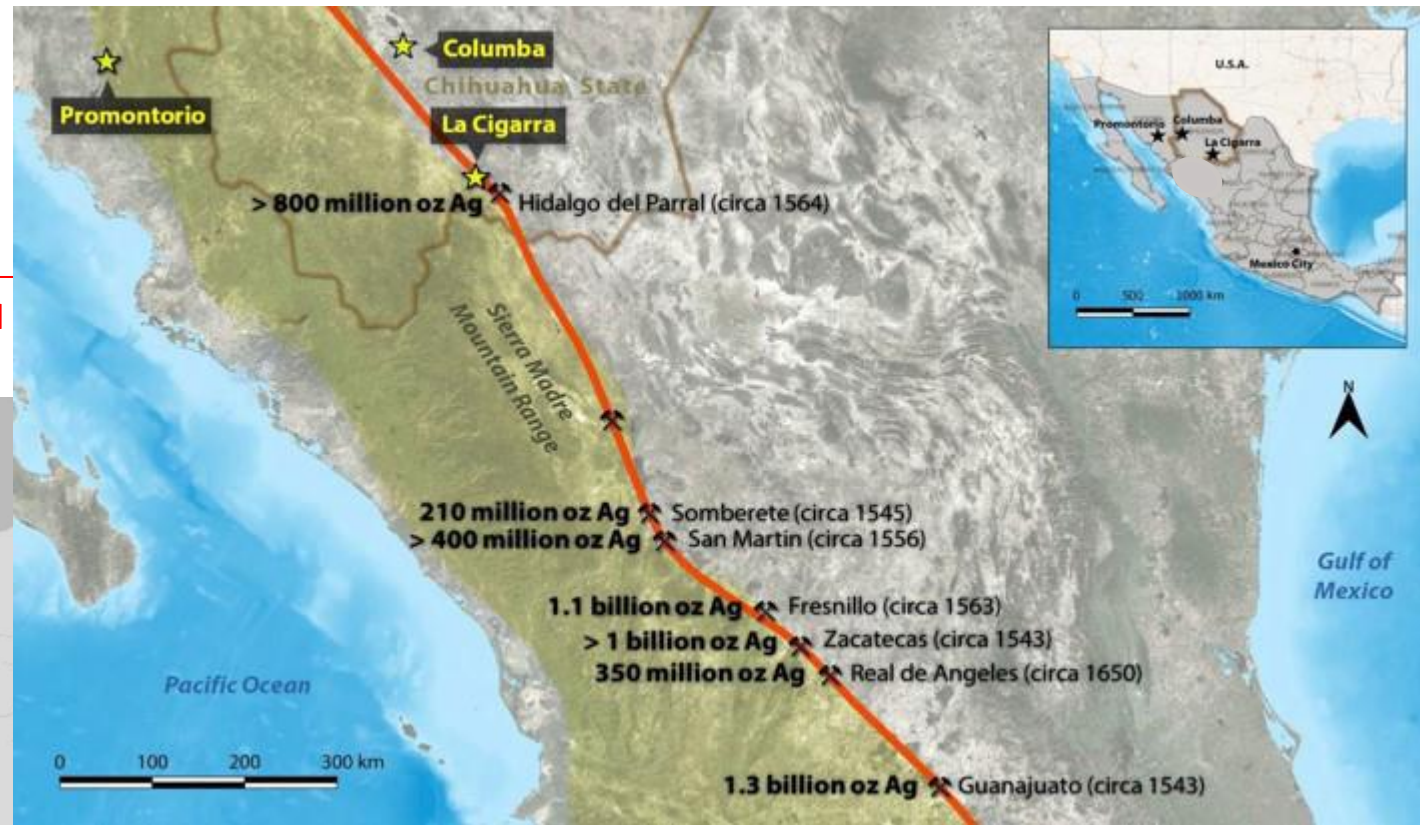 Columba
Chihuahua State
Promontorio
La Cigarra
> 800 million oz Ag Hidalgo del Parral (circa 1564)
Sierra Madre
Mountain Range
210 million oz Ag Somberete (circa 1545)
> 400 million oz Ag San Martin (circa 1556)
1.1 billion oz Ag Fresnillo (circa 1563)
> 1 billion oz Ag Zacatecas (circa 1543)
350 million oz Ag Real de Angeles (circa 1650)
1.3 billion oz Ag Guanajuato (circa 1543)
Pacific Ocean
0 100 200 300 km
U.S.A.
Promontorio
Columba
La Cigarra
Mexico City
0 500 1000 km
N
Gulf of
Mexico